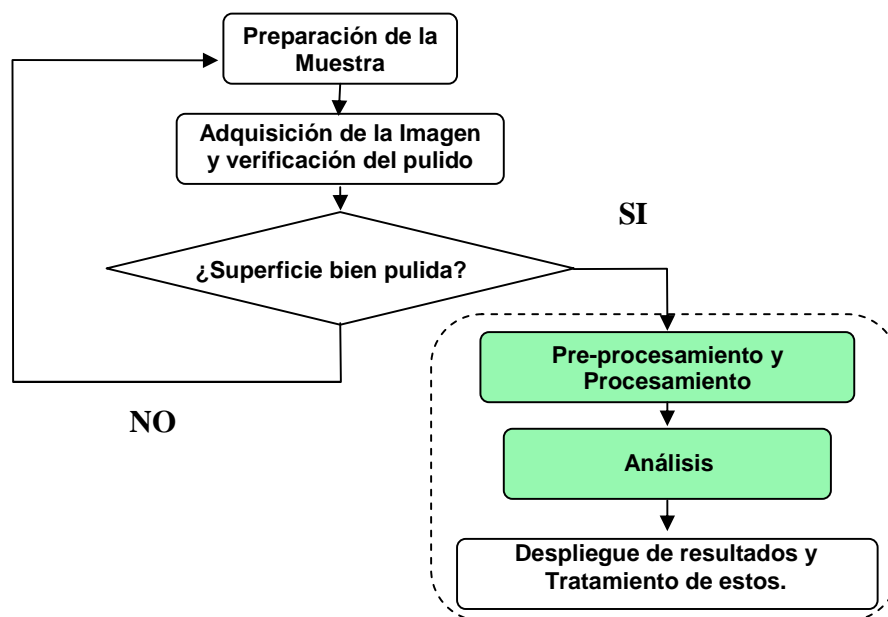 Preparación de la
Muestra
Adquisición de la Imagen
y verificación del pulido
SI
¿Superficie bien pulida?
Pre-procesamiento y
Procesamiento
NO
Análisis
Despliegue de resultados y
Tratamiento de estos.